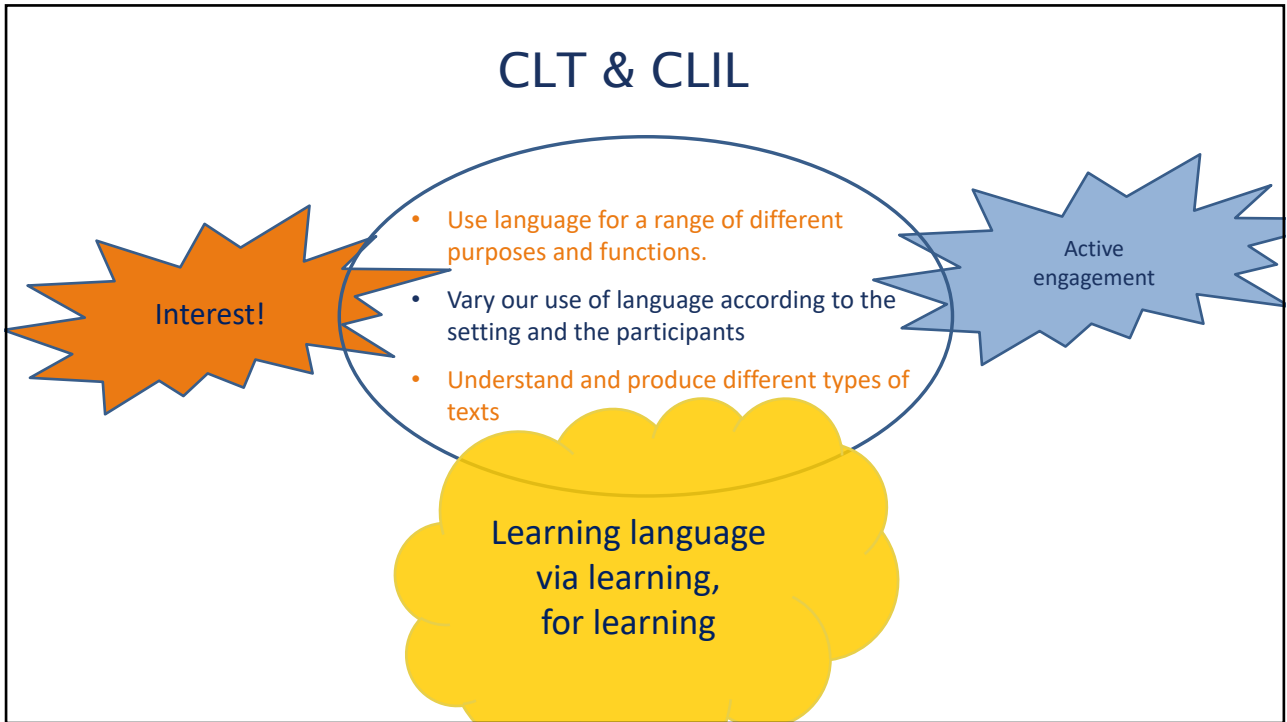 CLT & CLIL
Interest!
• Use language for a range of different
purposes and functions.
• Vary our use of language according to the
setting and the participants
• Understand and produce different types of
texts
Active
engagement
Learning language
via learning,
for learning